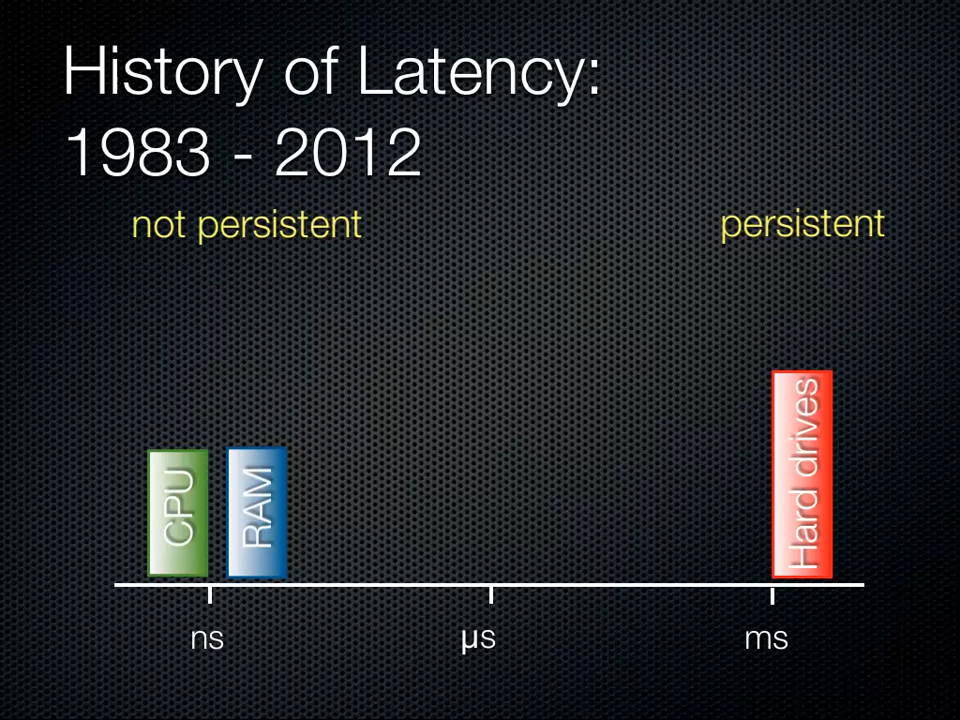 History of Latency:
1983 - 2012
not persistent
persistent
CPU
RAM
Hard drives
ns
µs
ms